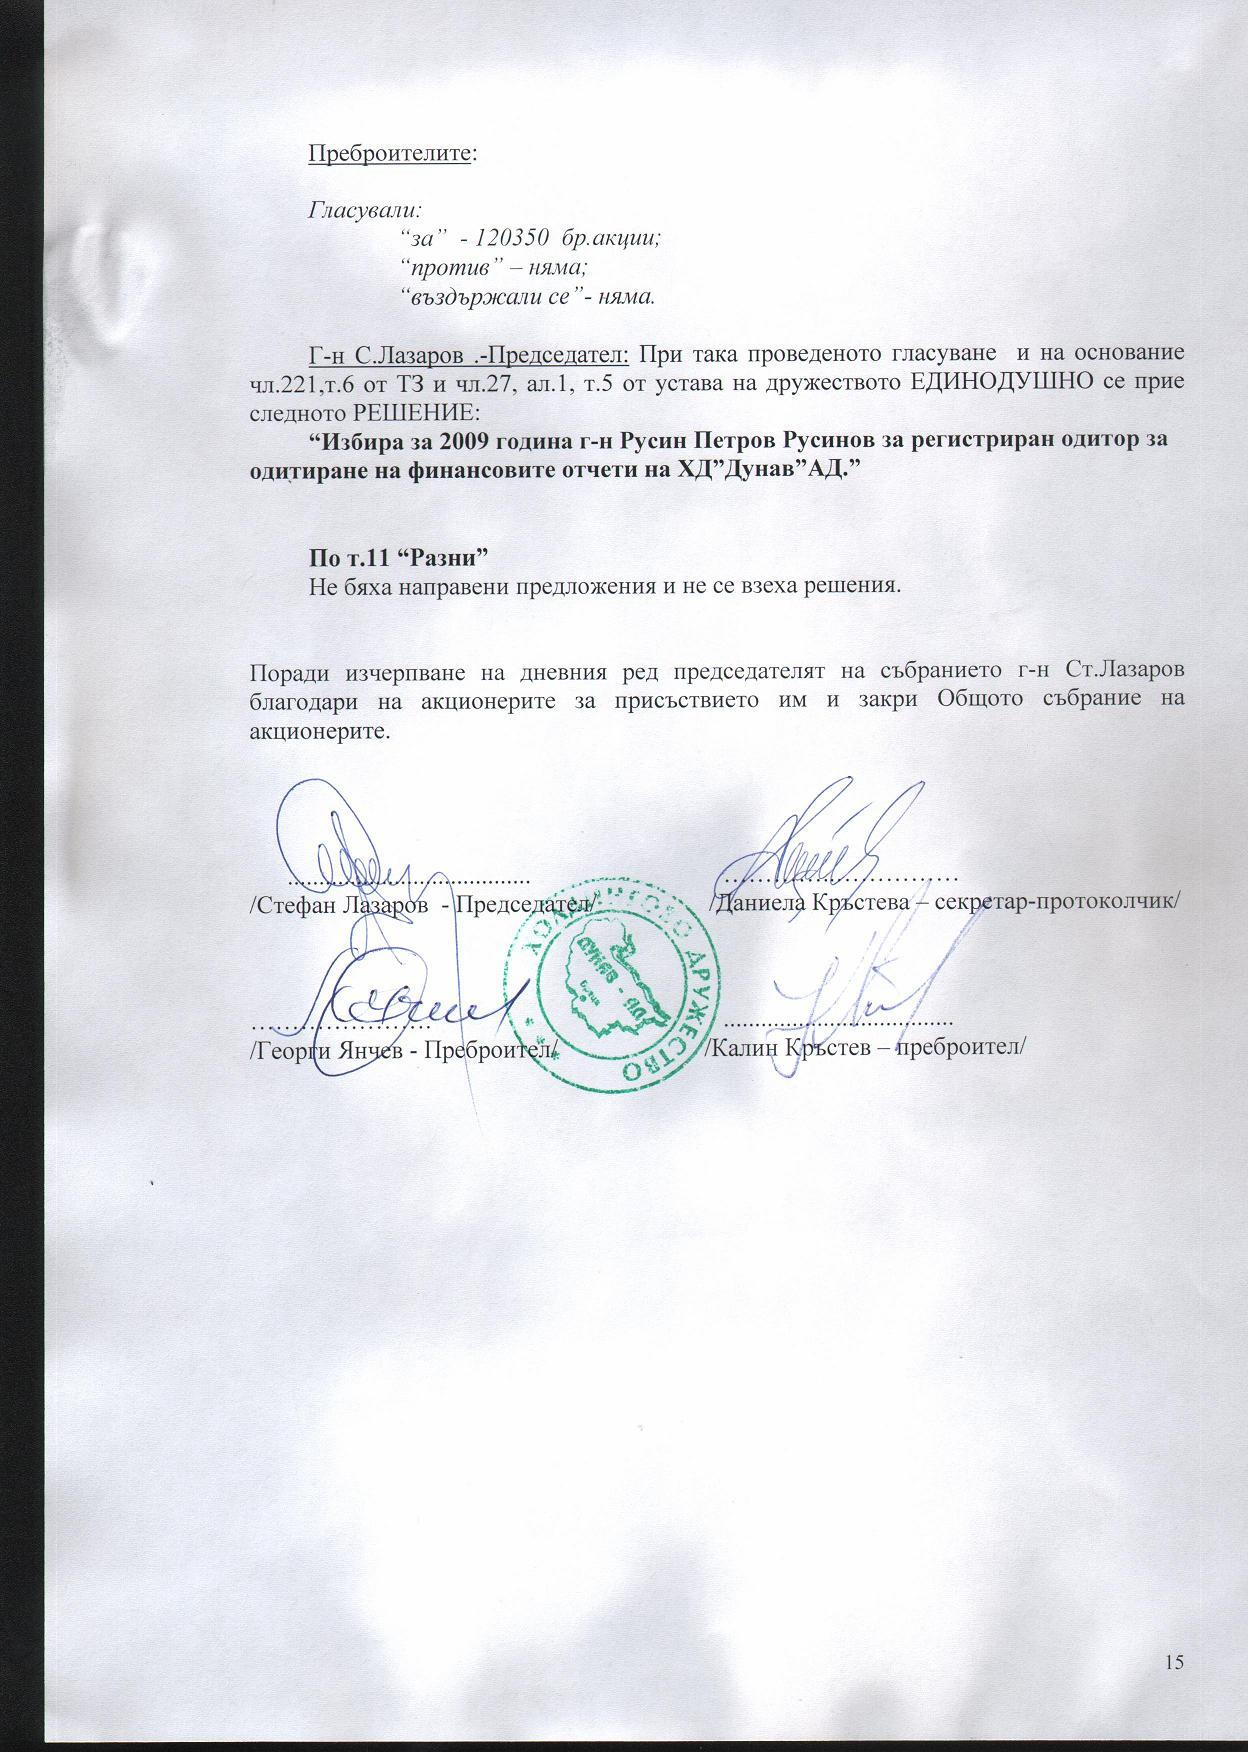 Преброителите:
Гласували:
“за” - 120350 бр.акции;
“против” – няма;
“въздържали се”- няма.
Г-н С.Лазаров .-Председател: При така проведеното гласуване и на основание
чл.221,т.6 от ТЗ и чл.27, ал.1, т.5 от устава на дружеството ЕДИНОДУШНО се прие
следното РЕШЕНИЕ:
“Избира за 2009 година г-н Русин Петров Русинов за регистриран одитор за
одитиране на финансовите отчети на ХД”Дунав”АД.”
По т.11 “Разни”
Не бяха направени предложения и не се взеха решения.
Поради изчерпване на дневния ред председателят на събранието г-н Ст.Лазаров
благодари на акционерите за присъствието им и закри Общото събрание на
акционерите.
/Стефан Лазаров - Председател/ /Даниела Кръстева – секретар-протоколчик/
ХОЛДИНГОВО ДРУЖЕСТВО
ДУНАВ - АД
/Георги Янчев - Преброител/ /Калин Кръстев – преброител/
15